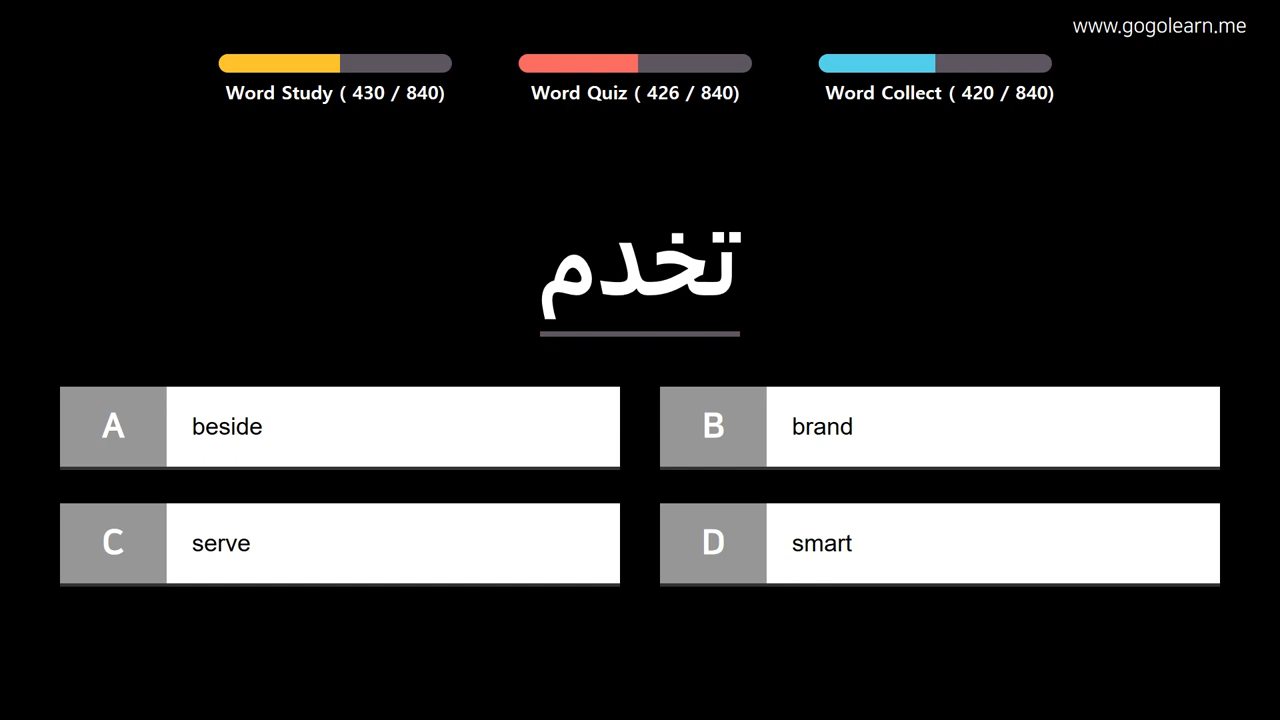 www.gogolearn.me
Word Study ( 430 / 840)
Word Quiz ( 426 / 840)
Word Collect ( 420 / 840)
تخدم
A beside
B brand
C serve
D smart